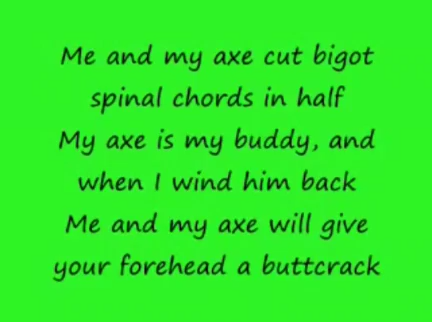 Me and my axe cut bigot
spinal chords in half
My axe is my buddy, and
when I wind him back
Me and my axe will give
your forehead a buttcrack